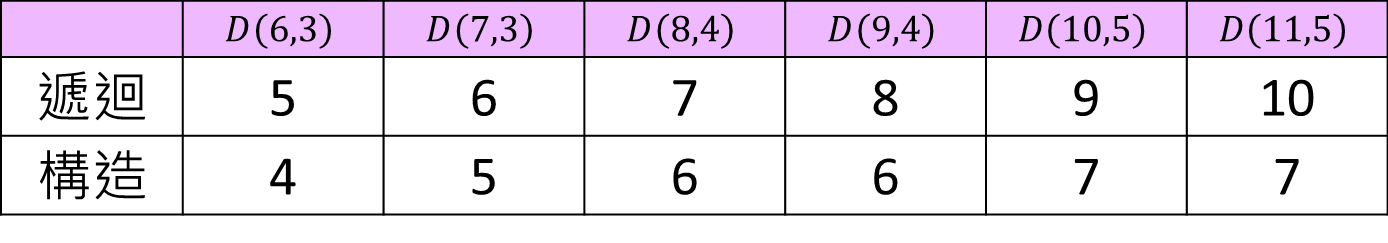 D(6,3) D(7,3) D(8,4) D(9,4) D(10,5) D(11,5)
遞迴 5 6 7 8 9 10
構造 4 5 6 6 7 7